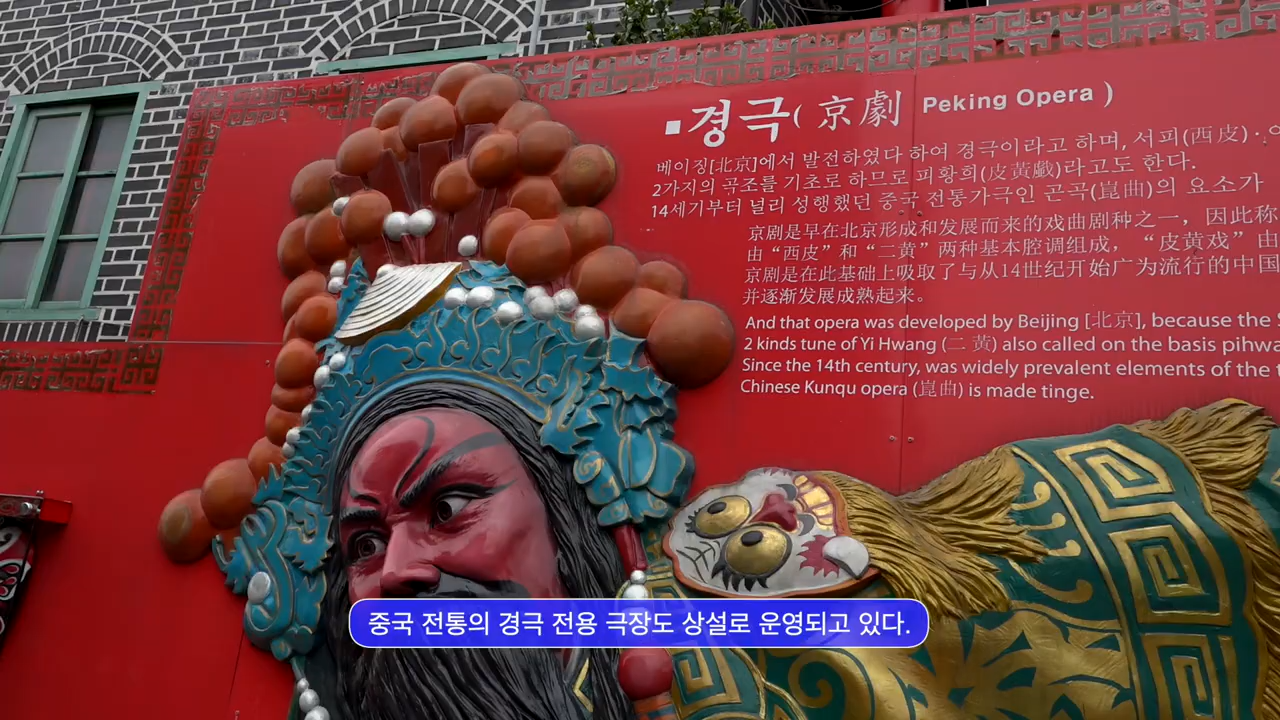 ▪경극( 京劇 Peking Opera )
베이징[北京]에서 발전하였다 하여 경극이라고 하며, 서피(西皮)·
2가지의 곡조를 기초로 하므로 피황희(皮黃戱)라고도 한다.
14세기부터 널리 성행했던 중국 전통가극인 곤곡(崑曲)의 요소가
京剧是早在北京形成和发展而来的戏曲剧种之一，因此称
由“西皮”和“二黄”两种基本腔调组成，“皮黄戏”由
京剧是在此基础上吸取了与从14世纪开始广为流行的中国
并逐渐发展成熟起来。
And that opera was developed by Beijing [北京], because the
2 kinds tune of Yi Hwang (二 黃) also called on the basis pihwa
Since the 14th century, was widely prevalent elements of the
Chinese Kunqu opera (崑曲) is made tinge.
중국 전통의 경극 전용 극장도 상설로 운영되고 있다.